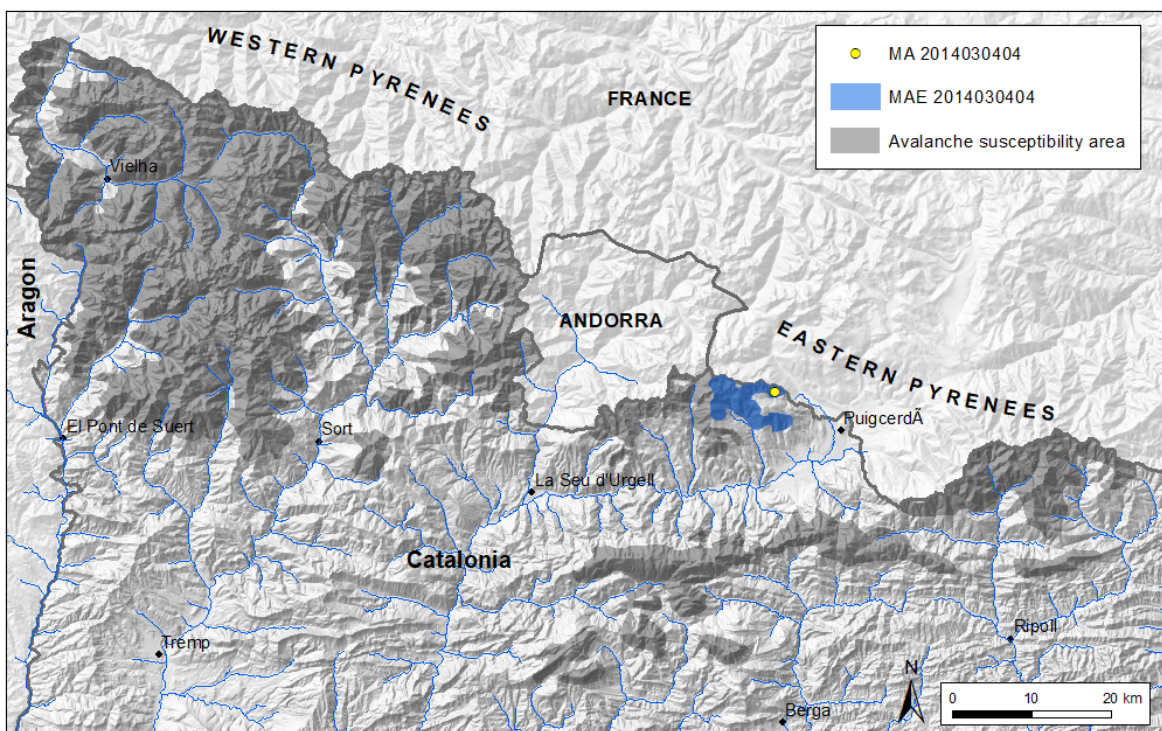 WESTERN PYRENEES
FRANCE
MA 2014030404
MAE 2014030404
Avalanche susceptibility area
Vielha
Aragon
ANDORRA
EASTERN PYRENEES
PuigcerdÃ
El Pont de Suert
Sort
La Seu d'Urgell
Catalonia
Tremp
Ripoll
Berga
N
0 10 20 km